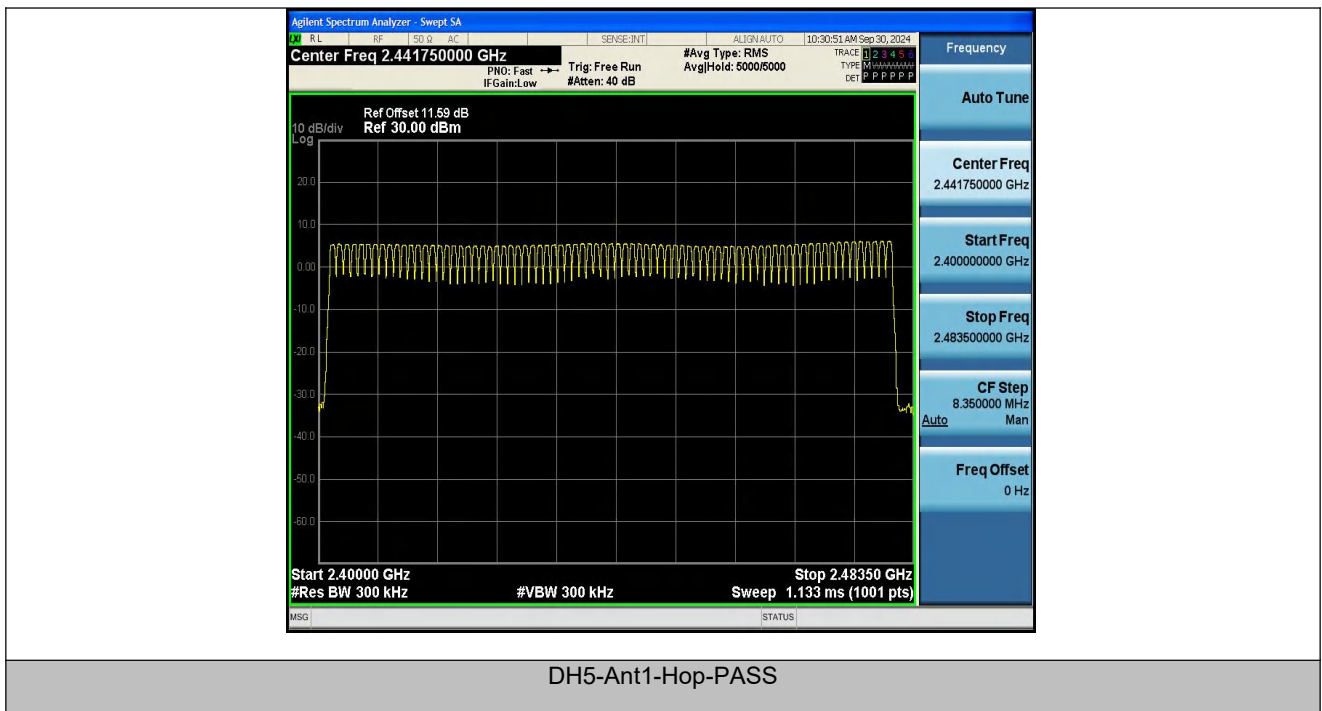 Agilent Spectrum Analyzer - Swept SA
LXI RL RF 50 Ω AC SENSE:INT ALIGN AUTO 10:30:51 AM Sep 30, 2024
Center Freq 2.441750000 GHz
PNO: Fast
IFGain:Low
Trig: Free Run
#Atten: 40 dB
#Avg Type: RMS
Avg|Hold: 5000/5000
TRACE 1 2 3 4 5 6
TYPE M WWWWW
DET P P P P P P
Ref Offset 11.59 dB
10 dB/div Ref 30.00 dBm
Log
20.0
10.0
0.00
-10.0
-20.0
-30.0
-40.0
-50.0
-60.0
Start 2.40000 GHz Stop 2.48350 GHz
#Res BW 300 kHz #VBW 300 kHz Sweep 1.133 ms (1001 pts)
MSG STATUS
Frequency
Auto Tune
Center Freq
2.441750000 GHz
Start Freq
2.400000000 GHz
Stop Freq
2.483500000 GHz
CF Step
8.350000 MHz
Auto Man
Freq Offset
0 Hz
DH5-Ant1-Hop-PASS